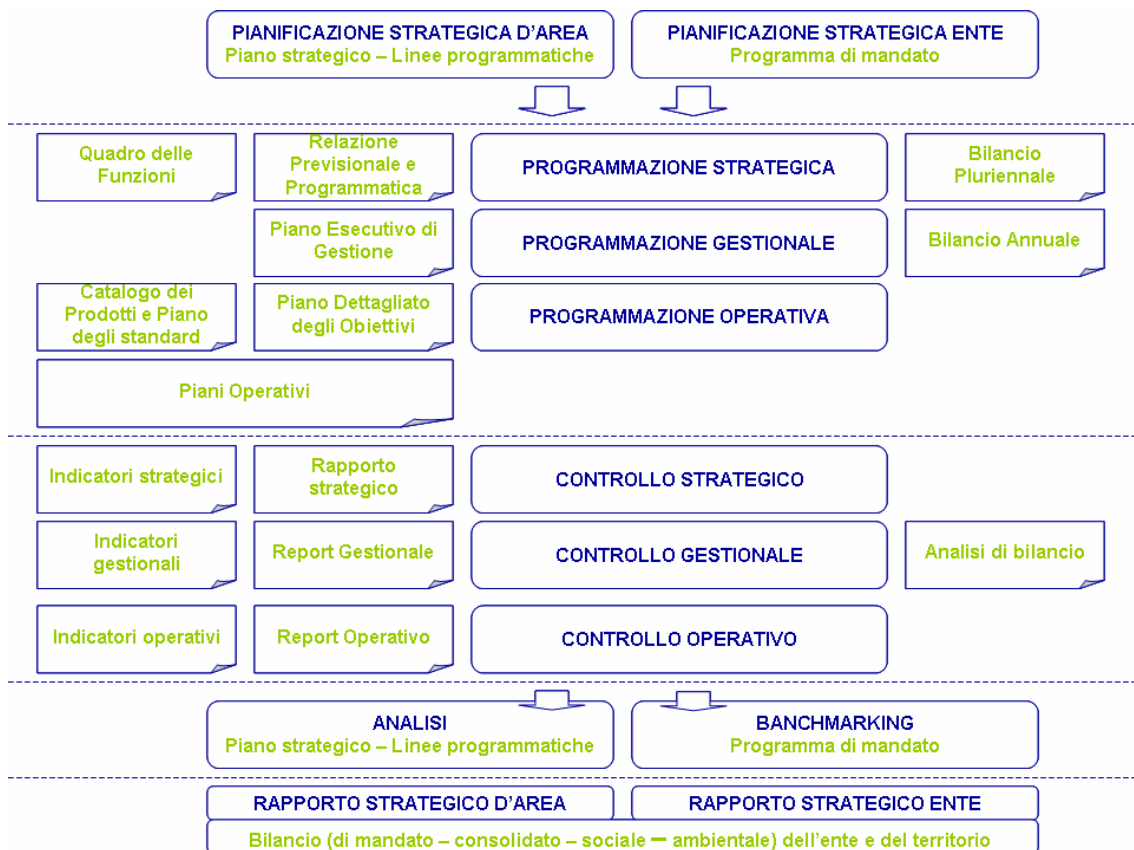 PIANIFICAZIONE STRATEGICA D'AREA
Piano strategico – Linee programmatiche
PIANIFICAZIONE STRATEGICA ENTE
Programma di mandato
Quadro delle
Funzioni
Relazione
Previsionale e
Programmatica
PROGRAMMAZIONE STRATEGICA
Bilancio
Pluriennale
Piano Esecutivo di
Gestione
PROGRAMMAZIONE GESTIONALE
Bilancio Annuale
Catalogo dei
Prodotti e Piano
degli standard
Piano Dettagliato
degli Obiettivi
PROGRAMMAZIONE OPERATIVA
Piani Operativi
Indicatori strategici
Rapporto
strategico
CONTROLLO STRATEGICO
Indicatori
gestionali
Report Gestionale
CONTROLLO GESTIONALE
Analisi di bilancio
Indicatori operativi
Report Operativo
CONTROLLO OPERATIVO
ANALISI
Piano strategico – Linee programmatiche
BANCHMARKING
Programma di mandato
RAPPORTO STRATEGICO D'AREA
RAPPORTO STRATEGICO ENTE
Bilancio (di mandato – consolidato – sociale – ambientale) dell'ente e del territorio